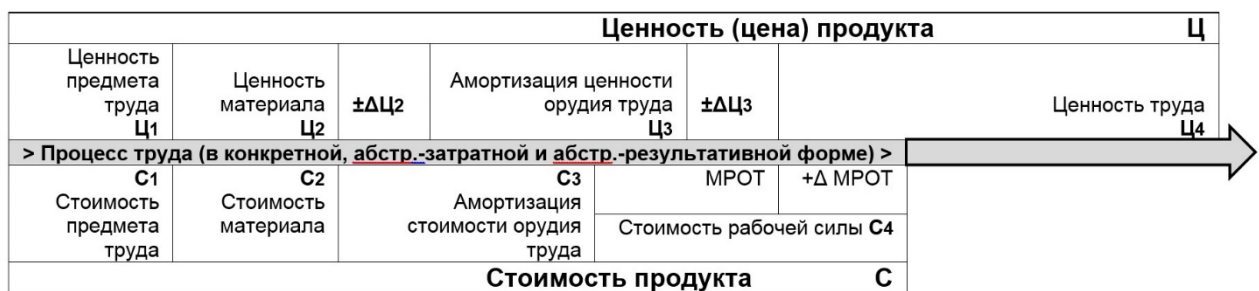 Ценность (цена) продукта Ц
Ценность предмета труда Ц1
Ценность материала Ц2
±ΔЦ2
Амортизация ценности орудия труда Ц3
±ΔЦ3
Ценность труда Ц4
> Процесс труда (в конкретной, абстр.-затратной и абстр.-результативной форме) >
С1 Стоимость предмета труда
С2 Стоимость материала
С3 Амортизация стоимости орудия труда
МРОТ
+Δ МРОТ
Стоимость рабочей силы С4
Стоимость продукта С